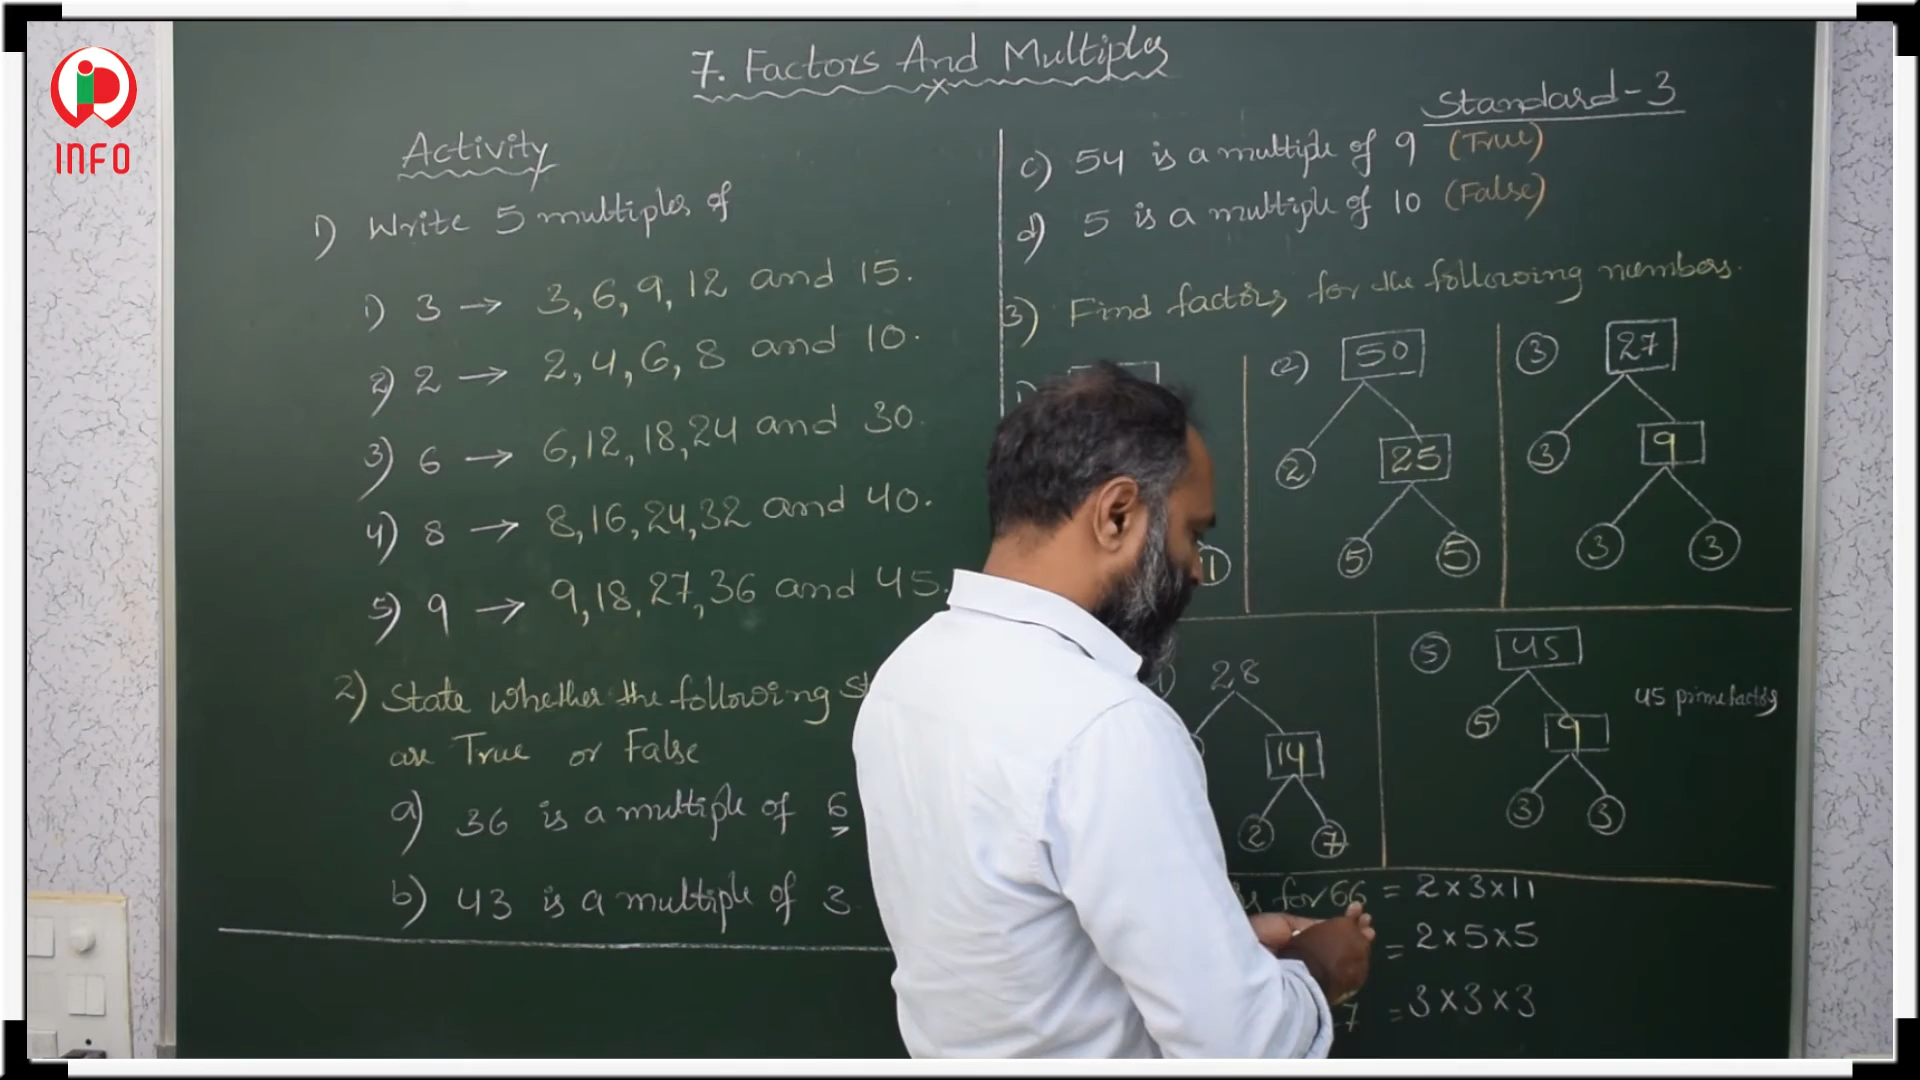 INFO
7. Factors And Multiples
Standard-3
Activity
1) Write 5 multiples of
1) 3 → 3, 6, 9, 12 and 15.
2) 2 → 2, 4, 6, 8 and 10.
3) 6 → 6, 12, 18, 24 and 30.
4) 8 → 8, 16, 24, 32 and 40.
5) 9 → 9, 18, 27, 36 and 45.
2) State whether the following
are True or False
a) 36 is a multiple of 6
b) 43 is a multiple of 3
c) 54 is a multiple of 9 (True)
d) 5 is a multiple of 10 (False)
3) Find factors for the following numbers.
(2) 50
2 25
5 5
3 27
3 9
3 3
28
14
2 7
5 45
5 9
3 3
45 prime factors
for 66 = 2×3×11
= 2×5×5
7 = 3×3×3